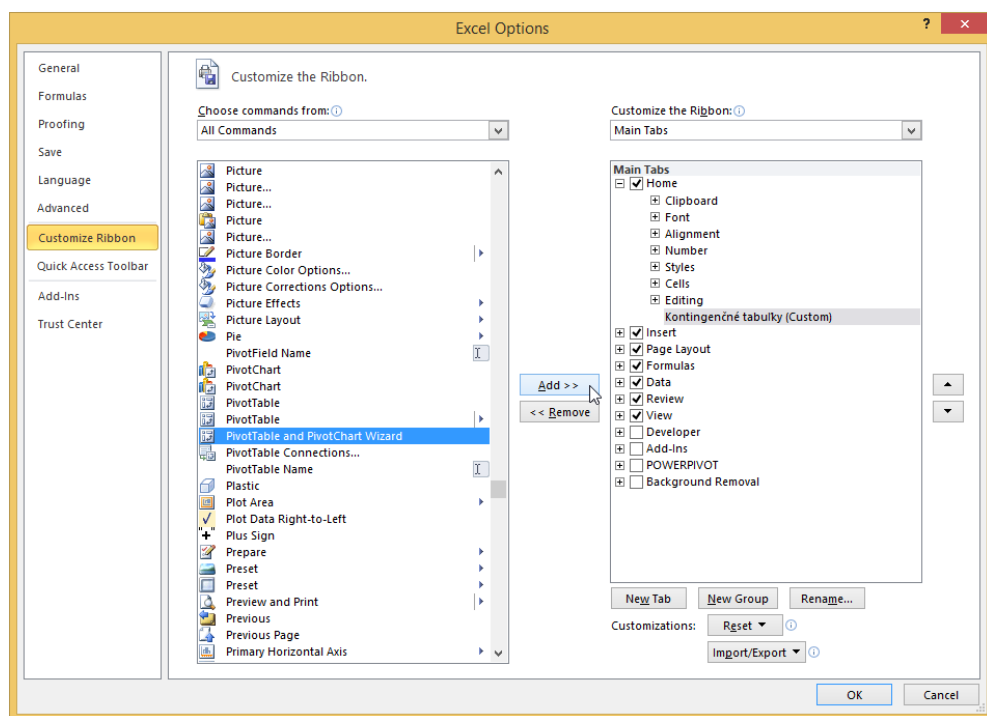 Excel Options
?
General
Formulas
Proofing
Save
Language
Advanced
Customize Ribbon
Quick Access Toolbar
Add-Ins
Trust Center
Customize the Ribbon.
Choose commands from:
All Commands
Picture
Picture...
Picture...
Picture
Picture...
Picture Border
Picture Color Options...
Picture Corrections Options...
Picture Effects
Picture Layout
Pie
PivotField Name
PivotChart
PivotChart
PivotTable
PivotTable
PivotTable and PivotChart Wizard
PivotTable Connections...
PivotTable Name
Plastic
Plot Area
Plot Data Right-to-Left
"+" Plus Sign
Prepare
Preset
Preset
Preview and Print
Previous
Previous Page
Primary Horizontal Axis
Add >>
<< Remove
Customize the Ribbon:
Main Tabs
Main Tabs
Home
Clipboard
Font
Alignment
Number
Styles
Cells
Editing
Kontingenčné tabuľky (Custom)
Insert
Page Layout
Formulas
Data
Review
View
Developer
Add-Ins
POWERPIVOT
Background Removal
New Tab
New Group
Rename...
Customizations:
Reset
Import/Export
OK
Cancel